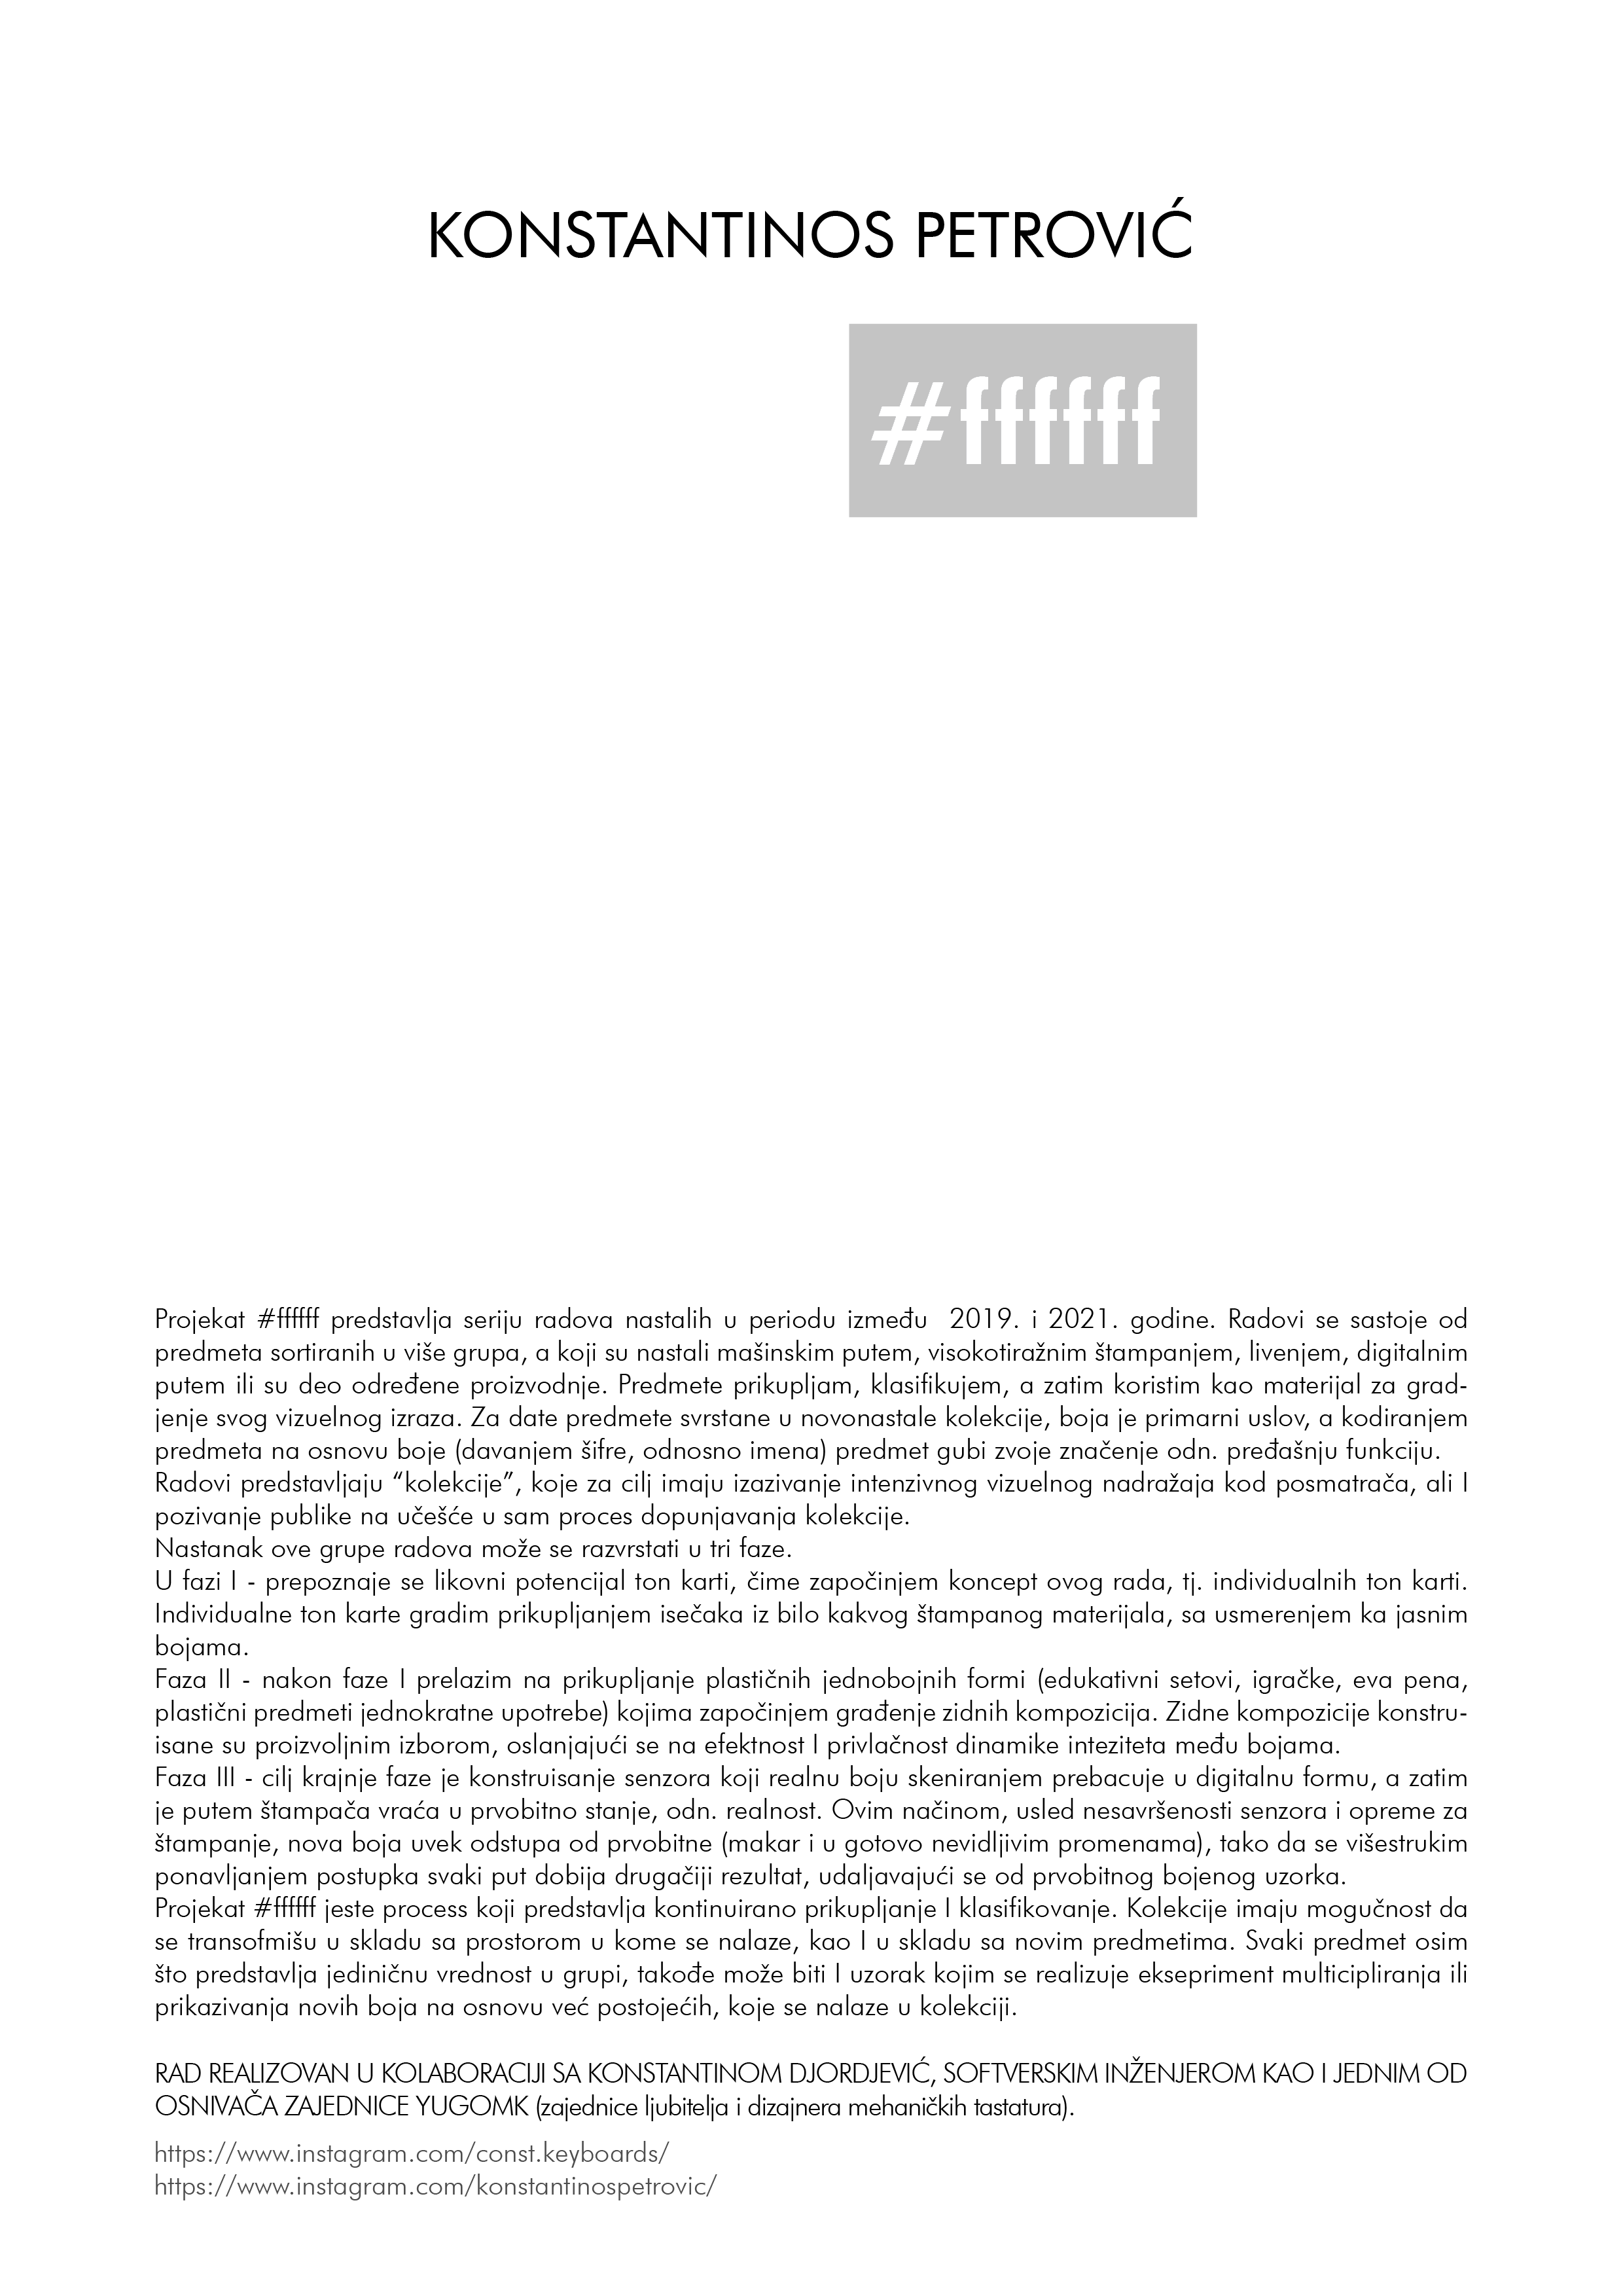 KONSTANTINOS PETROVIĆ
#ffffff
Projekat #ffffff predstavlja seriju radova nastalih u periodu između 2019. i 2021. godine. Radovi se sastoje od
predmeta sortiranih u više grupa, a koji su nastali mašinskim putem, visokotiražnim štampanjem, livenjem, digitalnim
putem ili su deo određene proizvodnje. Predmete prikupljam, klasifikujem, a zatim koristim kao materijal za grad-
jenje svog vizuelnog izraza. Za date predmete svrstane u novonastale kolekcije, boja je primarni uslov, a kodiranjem
predmeta na osnovu boje (davanjem šifre, odnosno imena) predmet gubi zvoje značenje odn. pređašnju funkciju.
Radovi predstavljaju “kolekcije”, koje za cilj imaju izazivanje intenzivnog vizuelnog nadražaja kod posmatrača, ali I
pozivanje publike na učešće u sam proces dopunjavanja kolekcije.
Nastanak ove grupe radova može se razvrstati u tri faze.
U fazi I - prepoznaje se likovni potencijal ton karti, čime započinjem koncept ovog rada, tj. individualnih ton karti.
Individualne ton karte gradim prikupljanjem isečaka iz bilo kakvog štampanog materijala, sa usmerenjem ka jasnim
bojama.
Faza II - nakon faze I prelazim na prikupljanje plastičnih jednobojnih formi (edukativni setovi, igračke, eva pena,
plastični predmeti jednokratne upotrebe) kojima započinjem građenje zidnih kompozicija. Zidne kompozicije konstru-
isane su proizvoljnim izborom, oslanjajući se na efektnost I privlačnost dinamike inteziteta među bojama.
Faza III - cilj krajnje faze je konstruisanje senzora koji realnu boju skeniranjem prebacuje u digitalnu formu, a zatim
je putem štampača vraća u prvobitno stanje, odn. realnost. Ovim načinom, usled nesavršenosti senzora i opreme za
štampanje, nova boja uvek odstupa od prvobitne (makar i u gotovo nevidljivim promenama), tako da se višestrukim
ponavljanjem postupka svaki put dobija drugačiji rezultat, udaljavajući se od prvobitnog bojenog uzorka.
Projekat #ffffff jeste process koji predstavlja kontinuirano prikupljanje I klasifikovanje. Kolekcije imaju mogučnost da
se transofmišu u skladu sa prostorom u kome se nalaze, kao I u skladu sa novim predmetima. Svaki predmet osim
što predstavlja jediničnu vrednost u grupi, takođe može biti I uzorak kojim se realizuje eksepriment multicipliranja ili
prikazivanja novih boja na osnovu već postojećih, koje se nalaze u kolekciji.
RAD REALIZOVAN U KOLABORACIJI SA KONSTANTINOM DJORDJEVIĆ, SOFTVERSKIM INŽENJEROM KAO I JEDNIM OD
OSNIVAČA ZAJEDNICE YUGOMK (zajednice ljubitelja i dizajnera mehaničkih tastatura).
https://www.instagram.com/const.keyboards/
https://www.instagram.com/konstantinospetrovic/